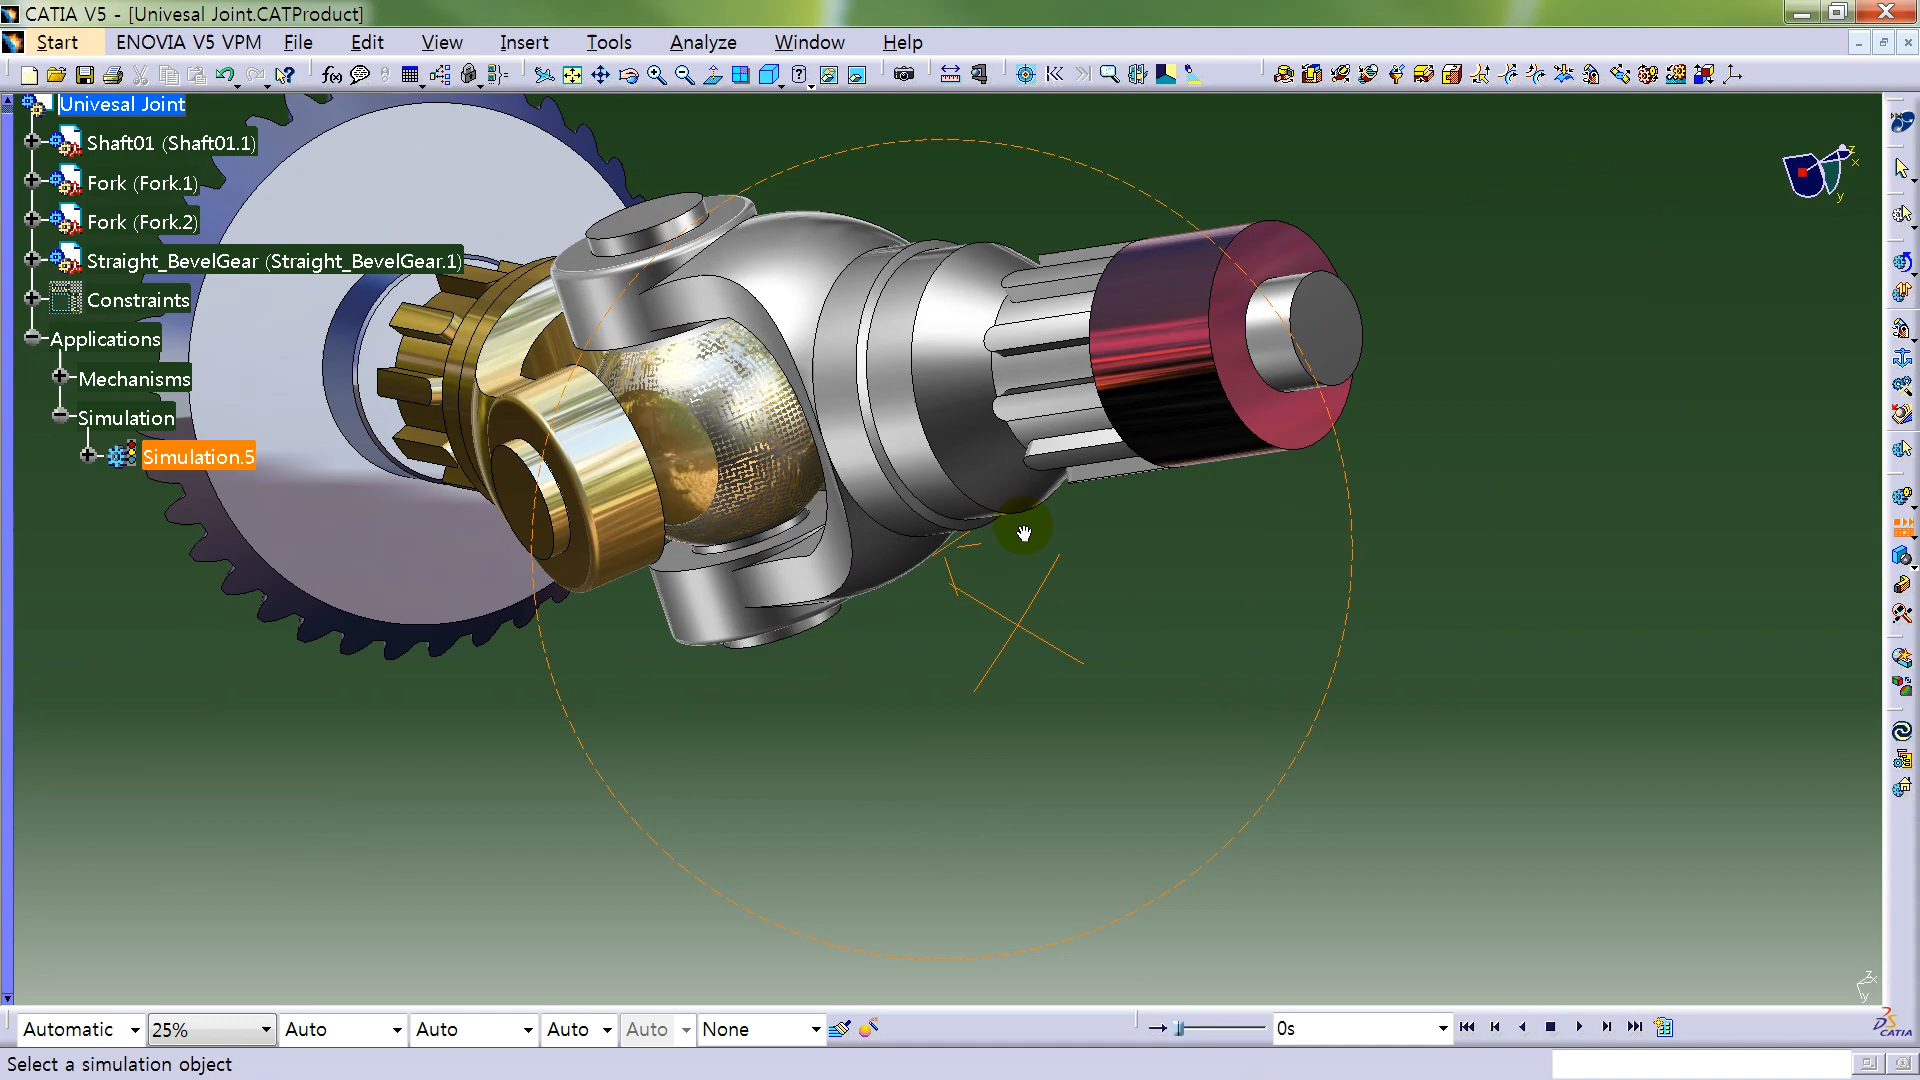 CATIA V5 - [Univesal Joint.CATProduct]
Start ENOVIA V5 VPM File Edit View Insert Tools Analyze Window Help
f(x)
Univesal Joint
Shaft01 (Shaft01.1)
Fork (Fork.1)
Fork (Fork.2)
Straight_BevelGear (Straight_BevelGear.1)
Constraints
Applications
Mechanisms
Simulation
Simulation.5
z
x
y
z
x
y
Automatic 25% Auto Auto Auto Auto None 0s
CATIA
Select a simulation object